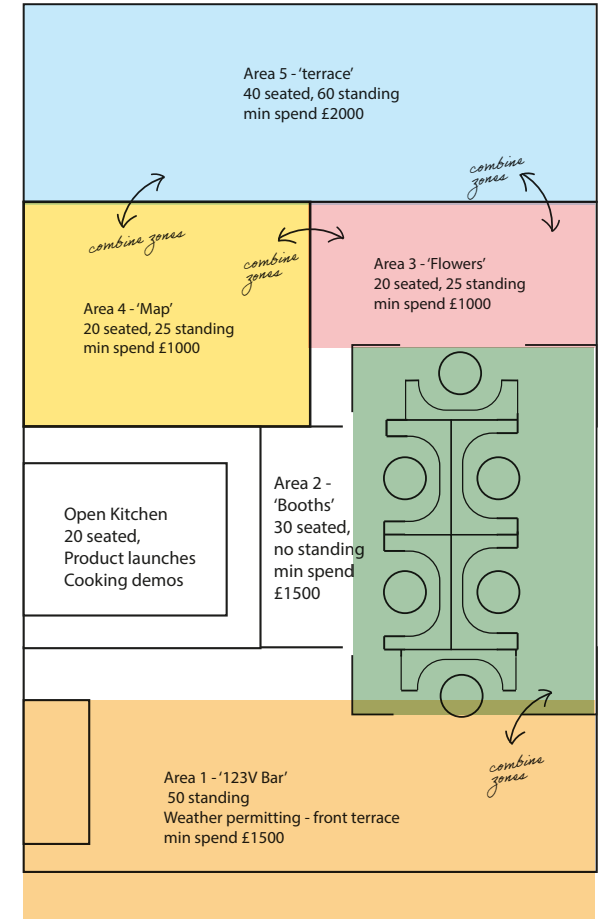 Area 5 - 'terrace'
40 seated, 60 standing
min spend £2000
combine
zones
combine zones
combine
zones
Area 3 - 'Flowers'
20 seated, 25 standing
min spend £1000
Area 4 - 'Map'
20 seated, 25 standing
min spend £1000
Open Kitchen
20 seated,
Product launches
Cooking demos
Area 2 -
'Booths'
30 seated,
no standing
min spend
£1500
combine
zones
Area 1 - '123V Bar'
50 standing
Weather permitting - front terrace
min spend £1500